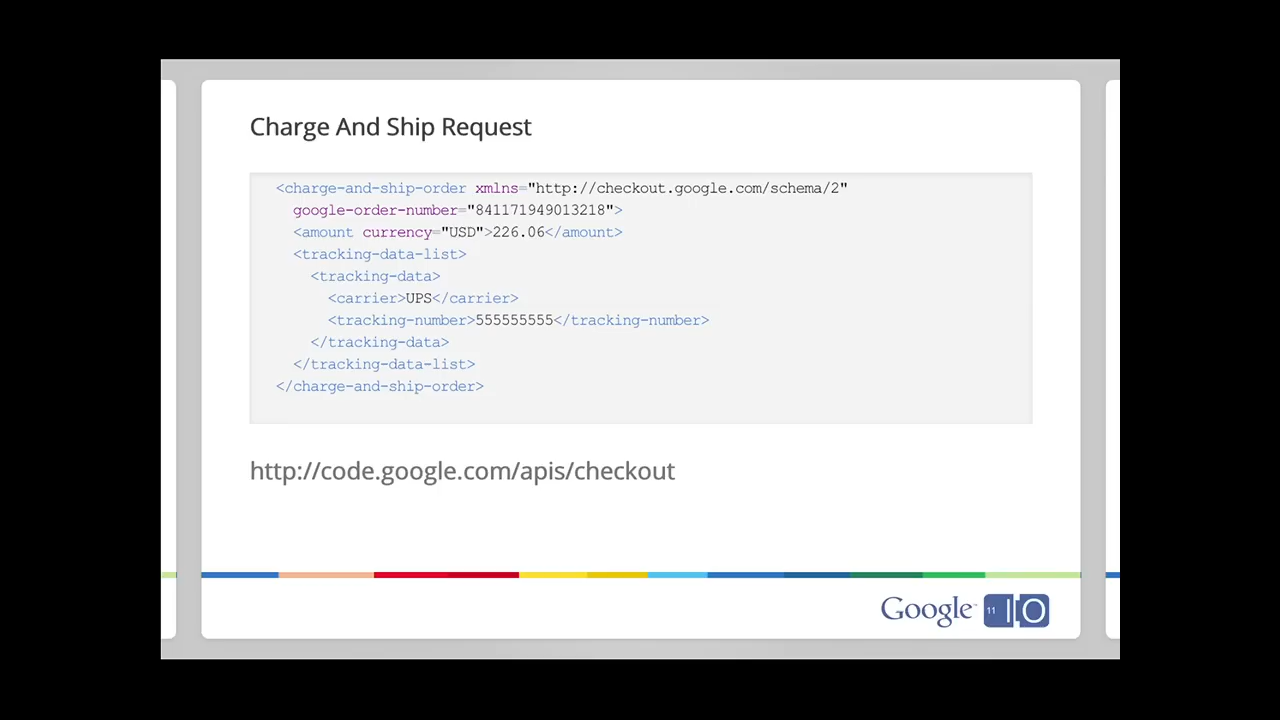 Charge And Ship Request
<charge-and-ship-order xmlns="http://checkout.google.com/schema/2"
google-order-number="841171949013218">
<amount currency="USD">226.06</amount>
<tracking-data-list>
<tracking-data>
<carrier>UPS</carrier>
<tracking-number>555555555</tracking-number>
</tracking-data>
</tracking-data-list>
</charge-and-ship-order>
http://code.google.com/apis/checkout
Google™ 11 IO